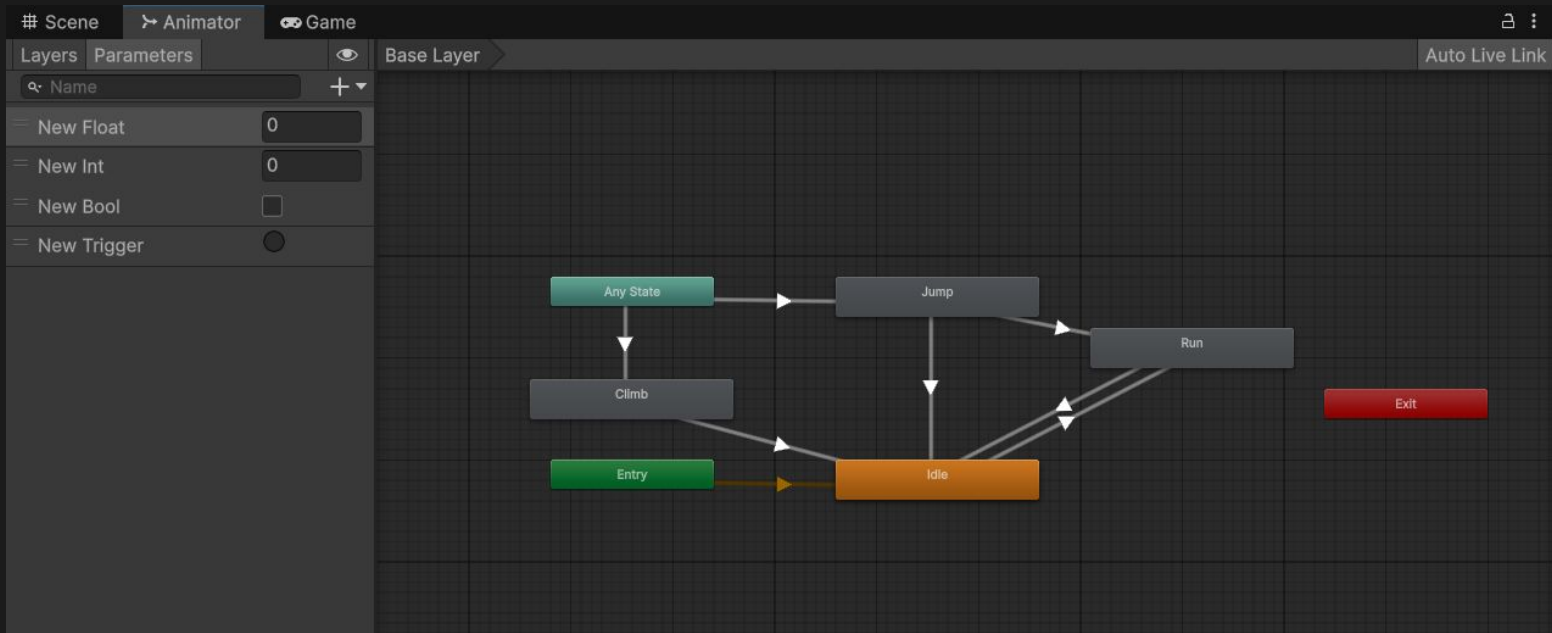 Scene Animator Game
Layers Parameters Base Layer Auto Live Link
Name
New Float 0
New Int 0
New Bool
New Trigger
Any State Jump
Run
Climb
Exit
Entry Idle